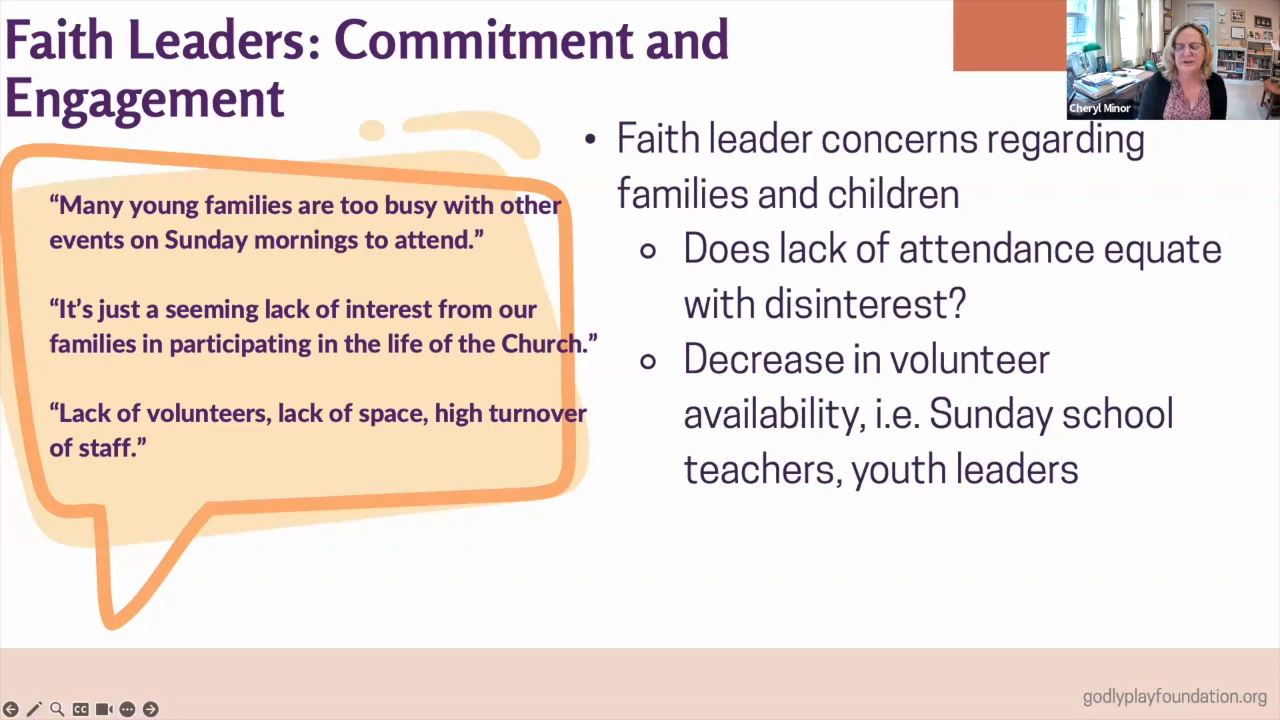 Faith Leaders: Commitment and
Engagement
Cheryl Minor
“Many young families are too busy with other
events on Sunday mornings to attend.”
“It’s just a seeming lack of interest from our
families in participating in the life of the Church.”
“Lack of volunteers, lack of space, high turnover
of staff.”
• Faith leader concerns regarding
families and children
Does lack of attendance equate
with disinterest?
Decrease in volunteer
availability, i.e. Sunday school
teachers, youth leaders
CC
godlyplayfoundation.org